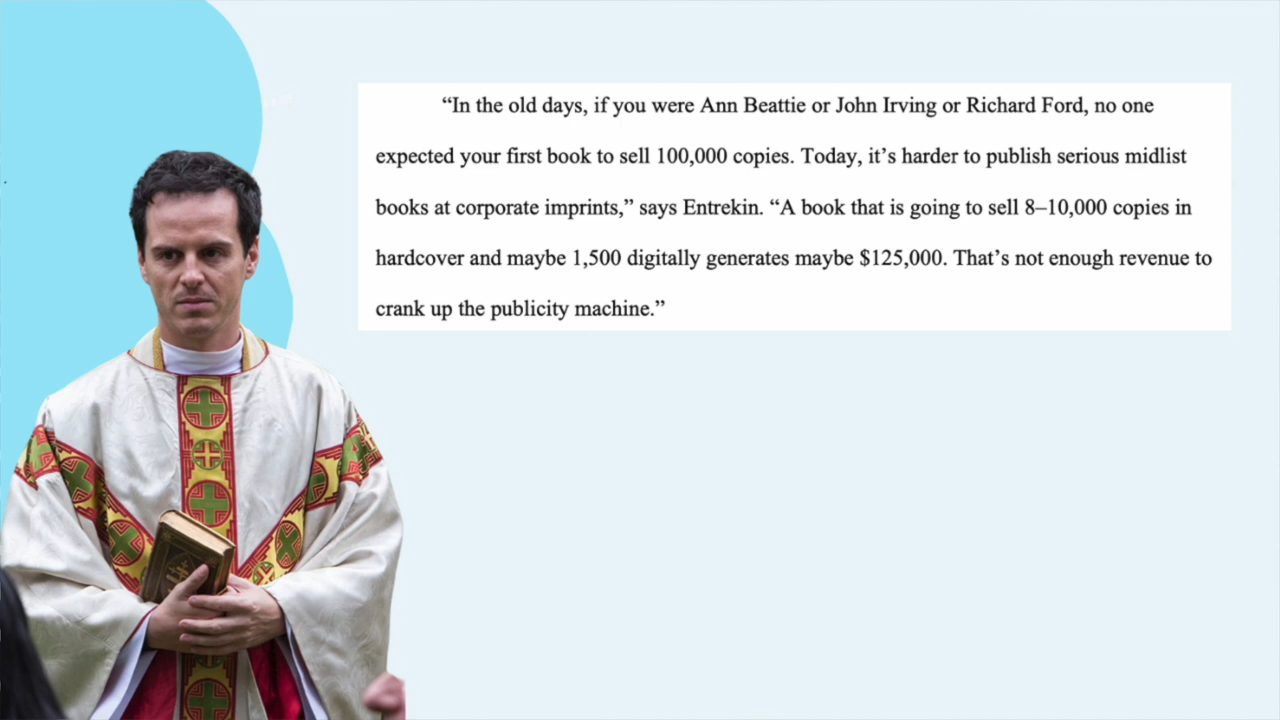 “In the old days, if you were Ann Beattie or John Irving or Richard Ford, no one
expected your first book to sell 100,000 copies. Today, it’s harder to publish serious midlist
books at corporate imprints,” says Entrekin. “A book that is going to sell 8–10,000 copies in
hardcover and maybe 1,500 digitally generates maybe $125,000. That’s not enough revenue to
crank up the publicity machine.”